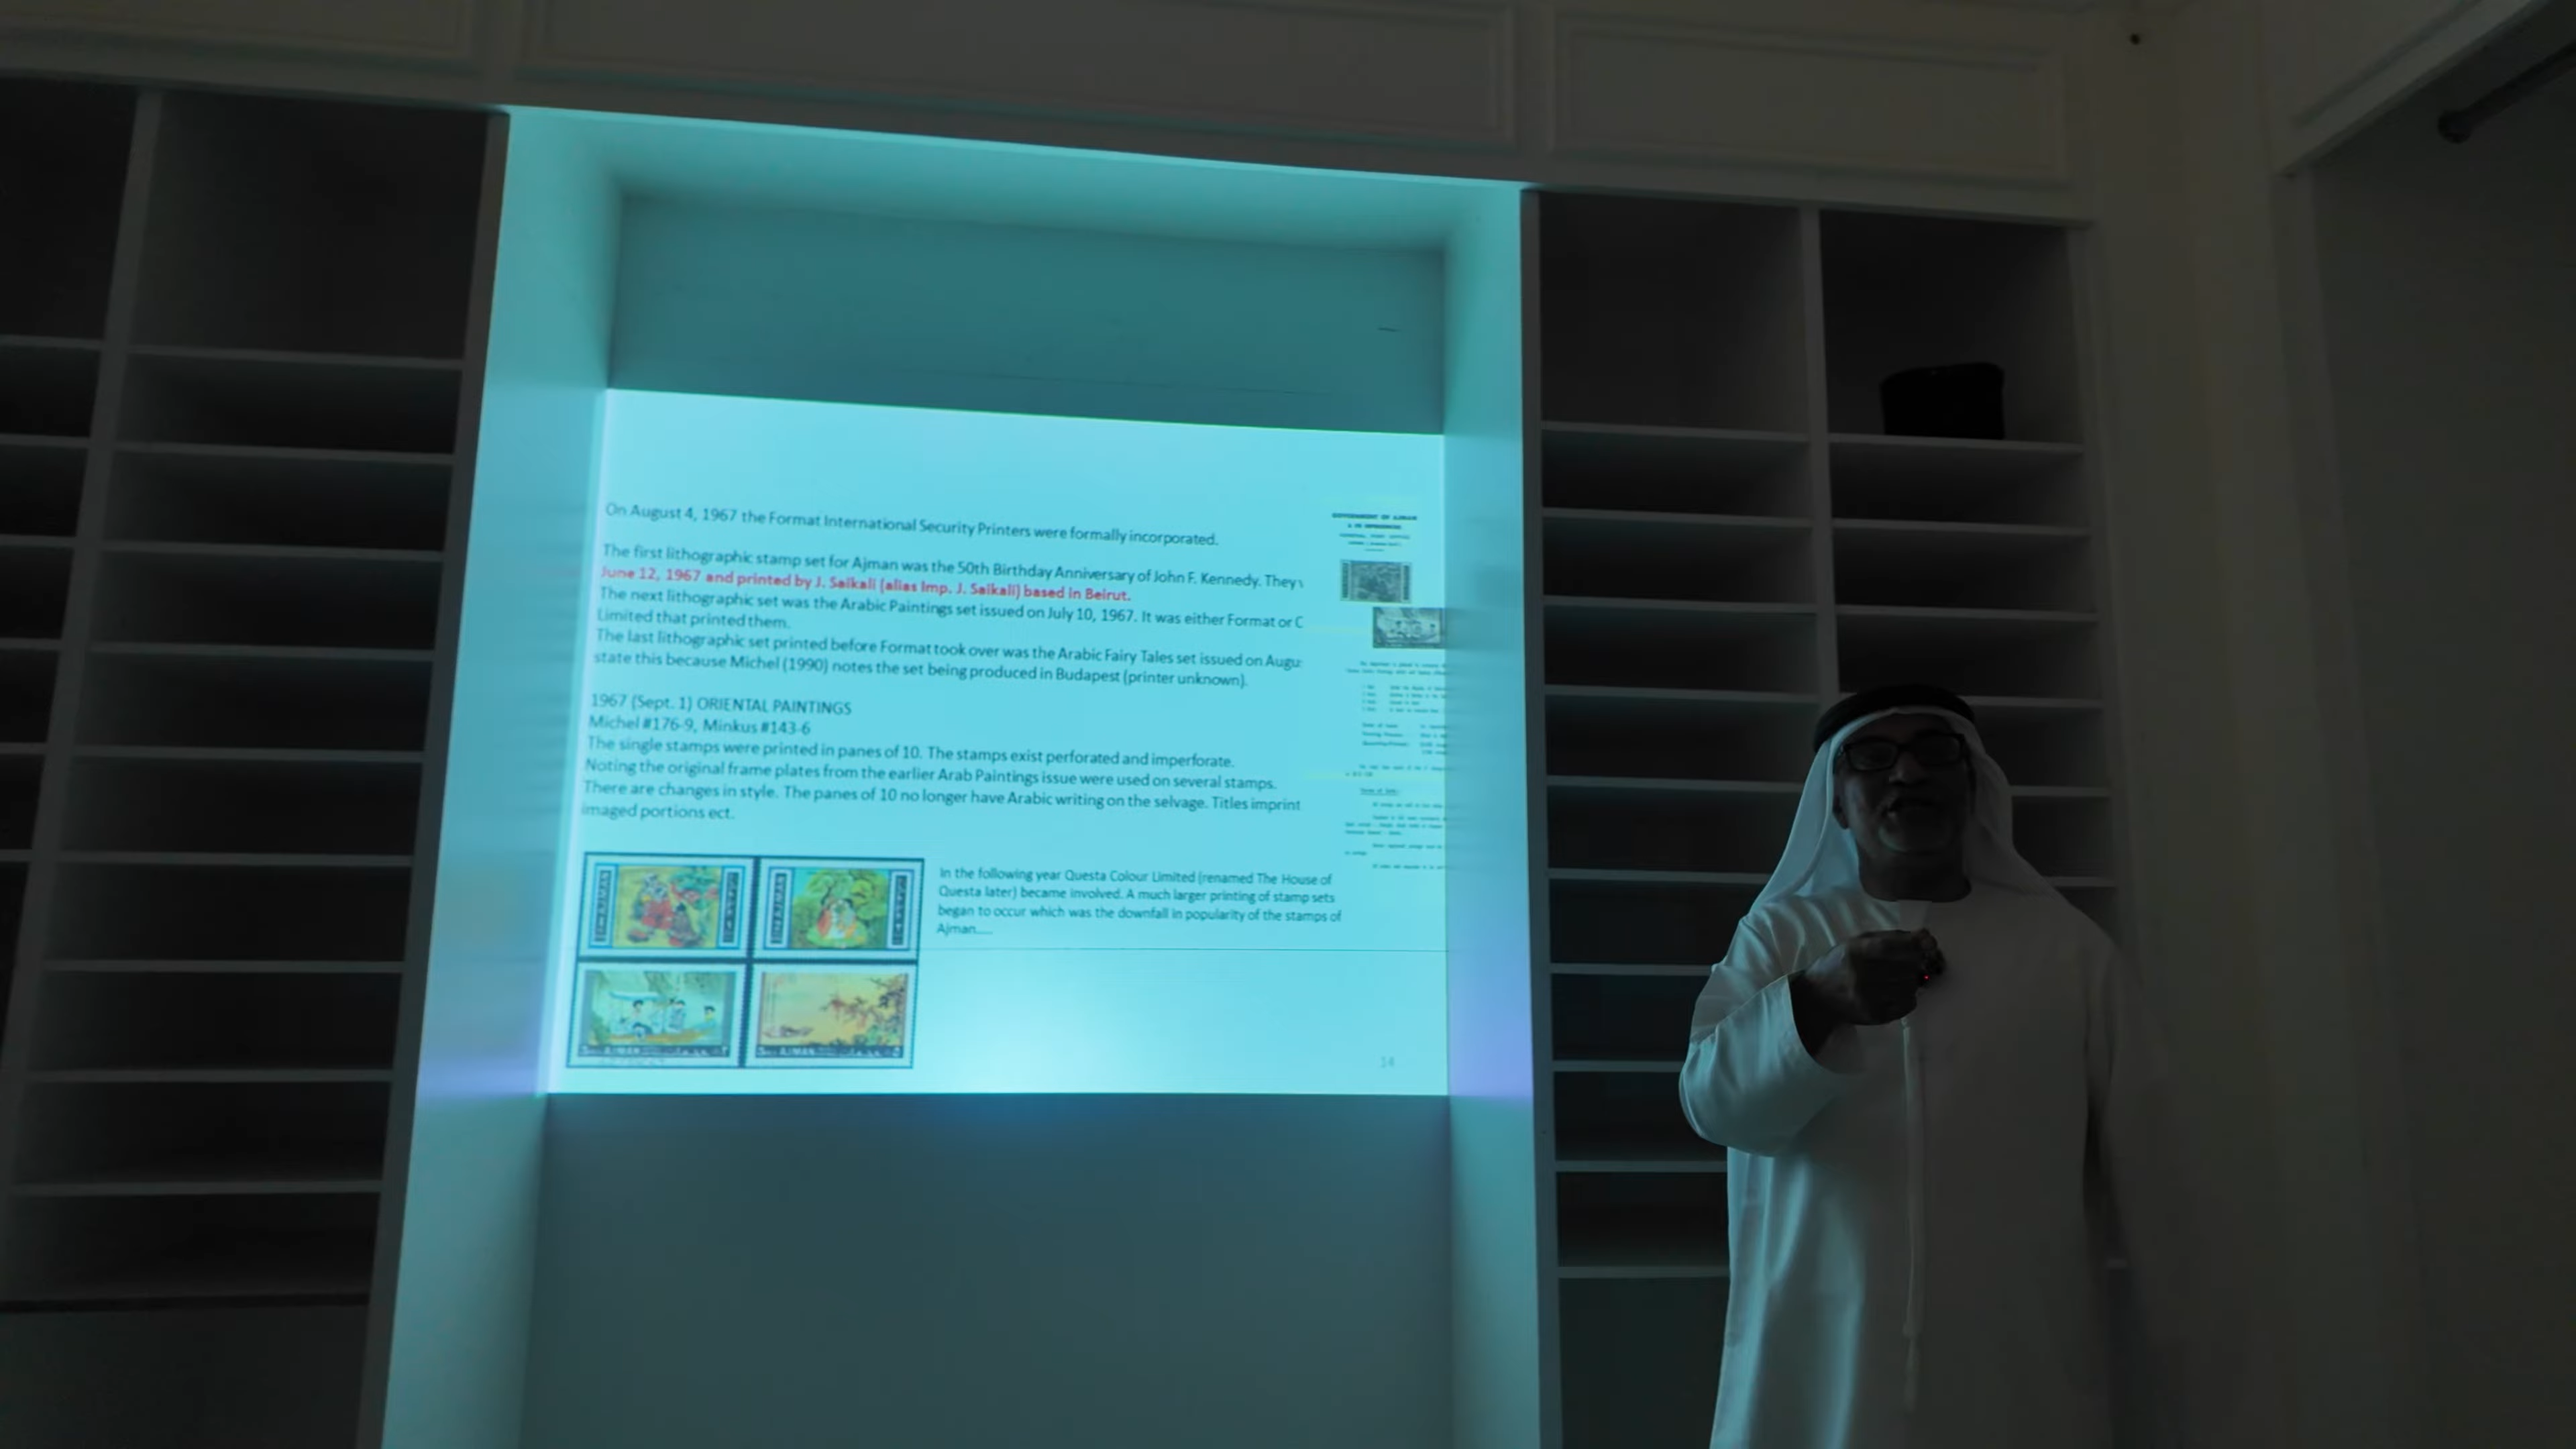 On August 4, 1967 the Format International Security Printers were formally incorporated.
The first lithographic stamp set for Ajman was the 50th Birthday Anniversary of John F. Kennedy. They
June 12, 1967 and printed by J. Saikali (alias Imp. J. Saikali) based in Beirut.
The next lithographic set was the Arabic Paintings set issued on July 10, 1967. It was either Format or C
Limited that printed them.
The last lithographic set printed before Format took over was the Arabic Fairy Tales set issued on Augu
state this because Michel (1990) notes the set being produced in Budapest (printer unknown).
1967 (Sept. 1) ORIENTAL PAINTINGS
Michel #176-9, Minkus #143-6
The single stamps were printed in panes of 10. The stamps exist perforated and imperforate.
Noting the original frame plates from the earlier Arab Paintings issue were used on several stamps.
There are changes in style. The panes of 10 no longer have Arabic writing on the selvage. Titles imprint
imaged portions ect.
In the following year Questa Colour Limited (renamed The House of
Questa later) became involved. A much larger printing of stamp sets
began to occur which was the downfall in popularity of the stamps of
Ajman.....
GOVERNMENT OF AJMAN
AJMAN
AJMAN
AJMAN
AJMAN
14